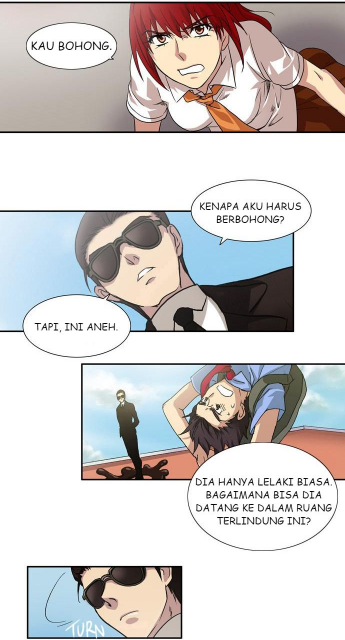 KAU BOHONG.
KENAPA AKU HARUS
BERBOHONG?
TAPI, INI ANEH.
DIA HANYA LELAKI BIASA.
BAGAIMANA BISA DIA
DATANG KE DALAM RUANG
TERLINDUNG INI?
TURN